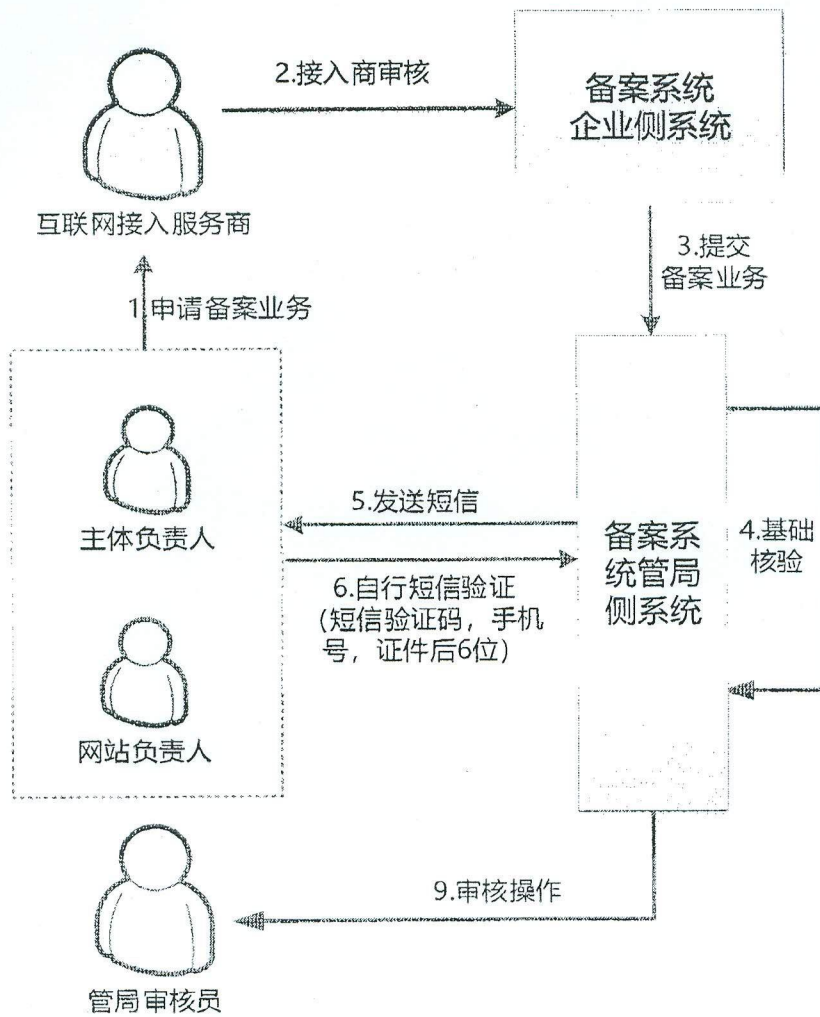 2.接入商审核
备案系统
企业侧系统
互联网接入服务商
3.提交
备案业务
1.申请备案业务
主体负责人
5.发送短信
备案系
统管局
侧系统
4.基础
核验
6.自行短信验证
(短信验证码，手机
号，证件后6位)
网站负责人
9.审核操作
管局审核员